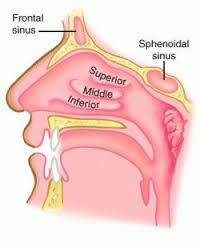 Frontal
sinus
Sphenoidal
sinus
Superior
Middle
Inferior